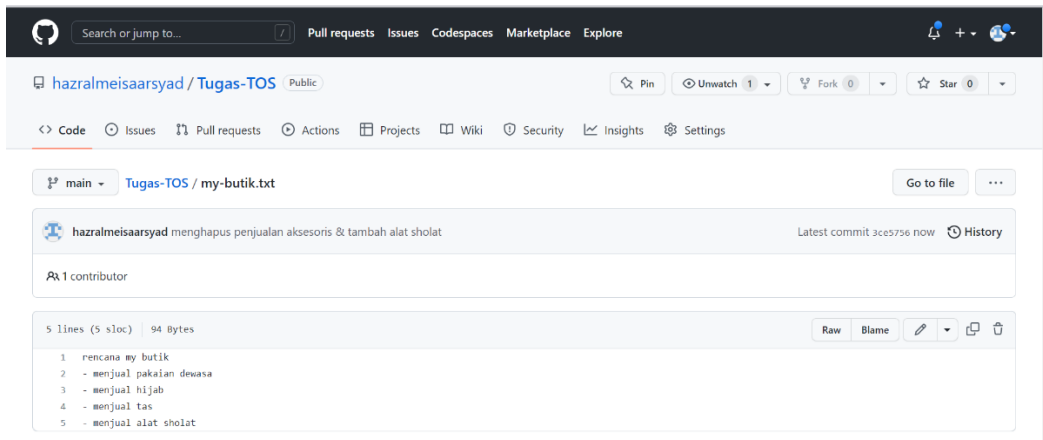 Search or jump to... / Pull requests Issues Codespaces Marketplace Explore
hazralmeisaarsyad / Tugas-TOS Public Pin Unwatch 1 Fork 0 Star 0
Code Issues Pull requests Actions Projects Wiki Security Insights Settings
main Tugas-TOS / my-butik.txt Go to file ...
hazralmeisaarsyad menghapus penjualan aksesoris & tambah alat sholat Latest commit 3ce5756 now History
1 contributor
5 lines (5 sloc) 94 Bytes Raw Blame
1 rencana my butik
2 - menjual pakaian dewasa
3 - menjual hijab
4 - menjual tas
5 - menjual alat sholat